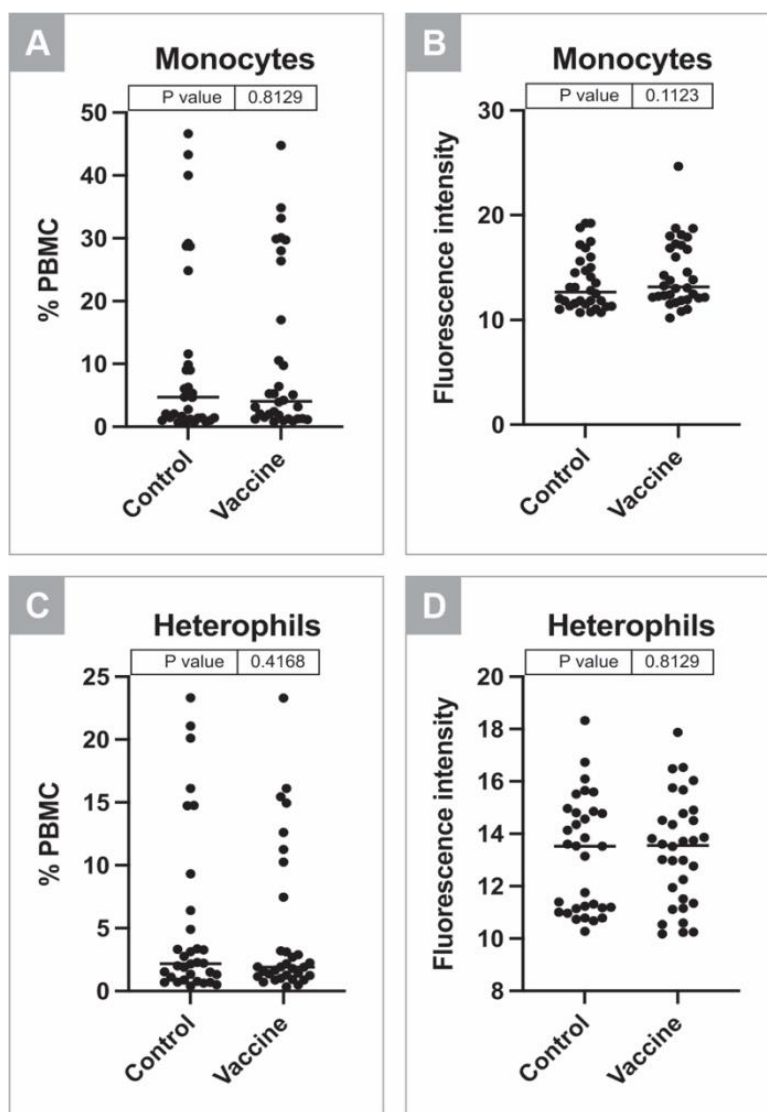 A
Monocytes
P value 0.8129
50
40
30
20
10
0
% PBMC
Control
Vaccine
B
Monocytes
P value 0.1123
30
20
10
0
Fluorescence intensity
Control
Vaccine
C
Heterophils
P value 0.4168
25
20
15
10
5
0
% PBMC
Control
Vaccine
D
Heterophils
P value 0.8129
20
18
16
14
12
10
8
Fluorescence intensity
Control
Vaccine